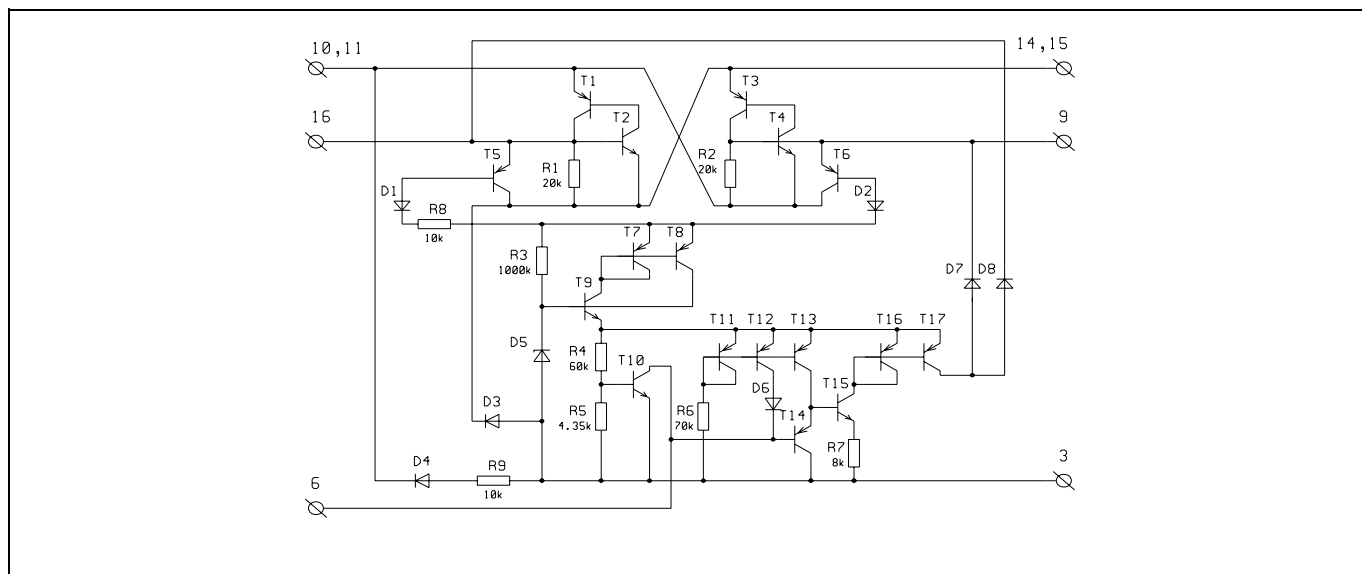 10,11
14,15
T1
T3
16
T2
T4
9
T5
R1
20k
R2
20k
T6
D1
D2
R8
10k
T7
T8
R3
1000k
D7
D8
T9
T11
T12
T13
T16
T17
D5
R4
60k
T10
D6
T15
D3
R5
4.35k
R6
70k
T14
R7
8k
D4
R9
10k
6
3